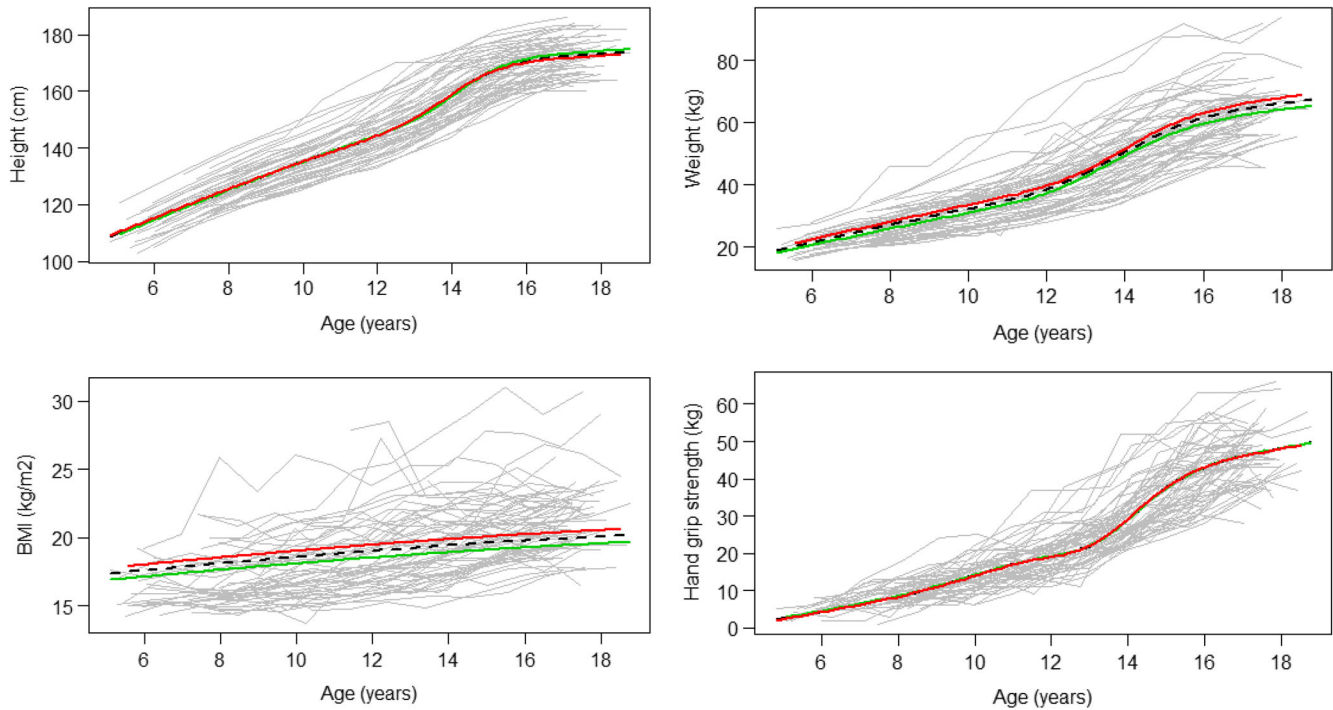 Height (cm)
180
160
140
120
100
6 8 10 12 14 16 18
Age (years)
Weight (kg)
80
60
40
20
6 8 10 12 14 16 18
Age (years)
BMI (kg/m2)
30
25
20
15
6 8 10 12 14 16 18
Age (years)
Hand grip strength (kg)
60
50
40
30
20
10
0
6 8 10 12 14 16 18
Age (years)